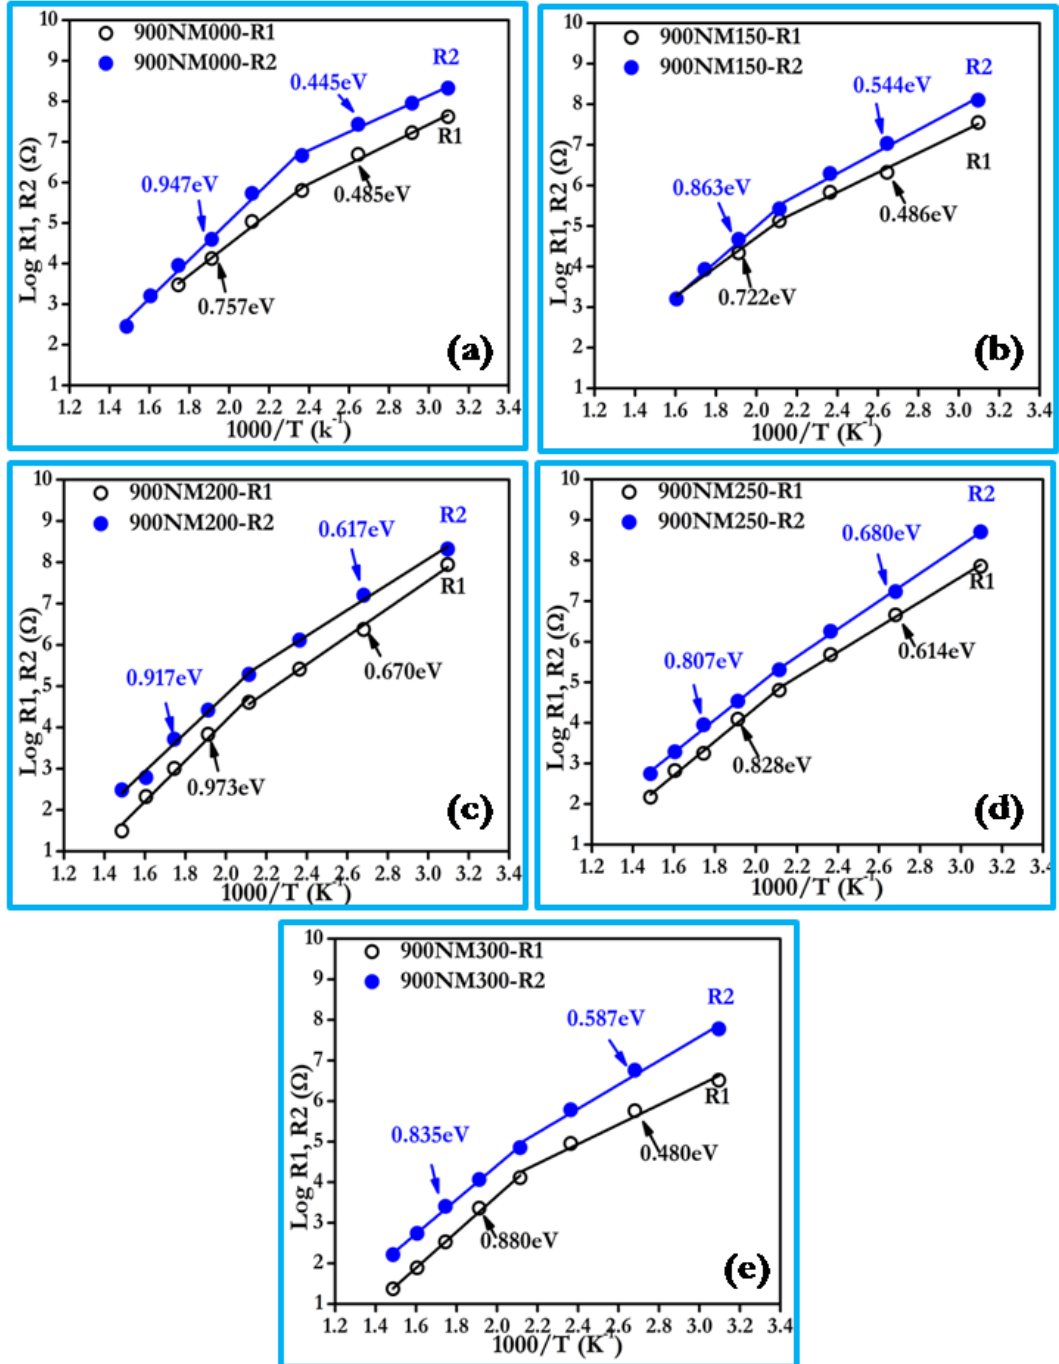 10
9
8
7
6
5
4
3
2
1
Log R1, R2 (Ω)
900NM000-R1
900NM000-R2
R2
0.445eV
R1
0.947eV
0.485eV
0.757eV
(a)
1.2 1.4 1.6 1.8 2.0 2.2 2.4 2.6 2.8 3.0 3.2 3.4
1000/T (k⁻¹)
10
9
8
7
6
5
4
3
2
1
Log R1, R2 (Ω)
900NM150-R1
900NM150-R2
R2
0.544eV
R1
0.863eV
0.486eV
0.722eV
(b)
1.2 1.4 1.6 1.8 2.0 2.2 2.4 2.6 2.8 3.0 3.2 3.4
1000/T (K⁻¹)
10
9
8
7
6
5
4
3
2
1
Log R1, R2 (Ω)
900NM200-R1
900NM200-R2
R2
0.617eV
R1
0.917eV
0.670eV
0.973eV
(c)
1.2 1.4 1.6 1.8 2.0 2.2 2.4 2.6 2.8 3.0 3.2 3.4
1000/T (K⁻¹)
10
9
8
7
6
5
4
3
2
1
Log R1, R2 (Ω)
900NM250-R1
900NM250-R2
R2
0.680eV
R1
0.807eV
0.614eV
0.828eV
(d)
1.2 1.4 1.6 1.8 2.0 2.2 2.4 2.6 2.8 3.0 3.2 3.4
1000/T (K⁻¹)
10
9
8
7
6
5
4
3
2
1
Log R1, R2 (Ω)
900NM300-R1
900NM300-R2
R2
0.587eV
R1
0.835eV
0.480eV
0.880eV
(e)
1.2 1.4 1.6 1.8 2.0 2.2 2.4 2.6 2.8 3.0 3.2 3.4
1000/T (K⁻¹)